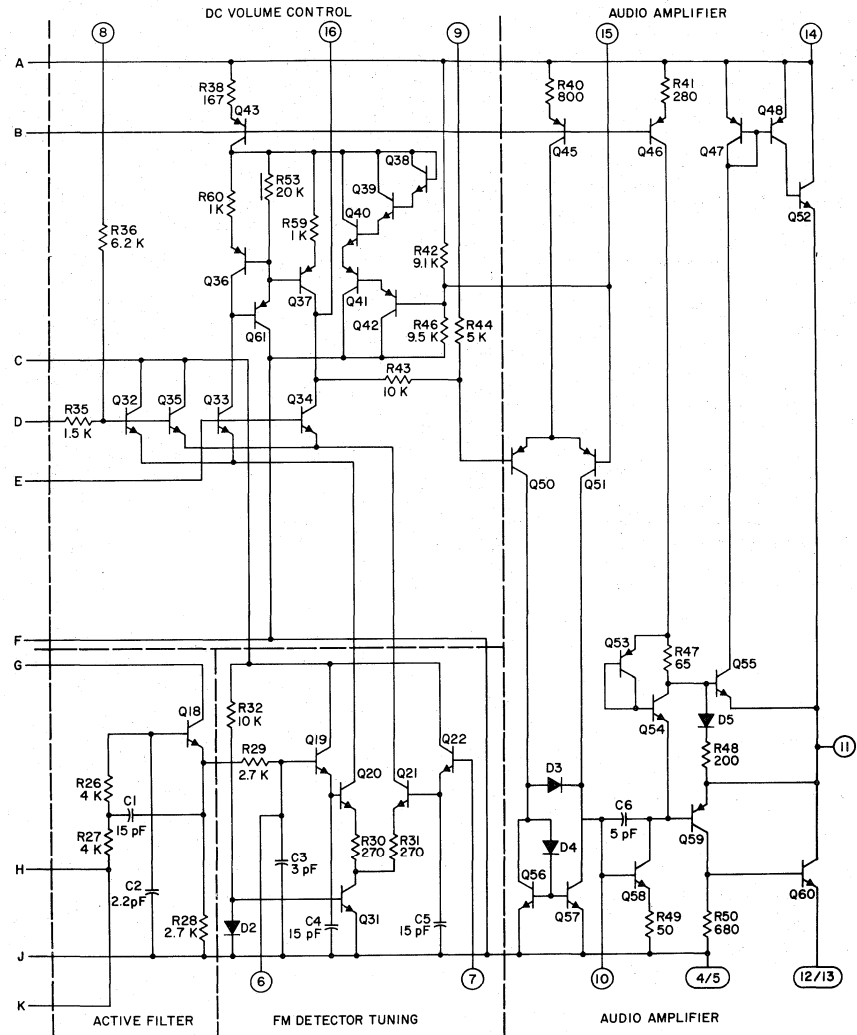 DC VOLUME CONTROL
AUDIO AMPLIFIER
8
16
9
15
14
A
R38
167
Q43
R40
800
R41
280
Q48
B
Q38
Q45
Q46
Q47
R53
20 K
Q39
R60
1 K
R59
1 K
Q40
Q52
R36
6.2 K
R42
9.1 K
Q36
Q37
Q41
Q61
Q42
R46
9.5 K
R44
5 K
C
R43
10 K
Q32
Q35
Q33
Q34
D
R35
1.5 K
E
Q50
Q51
F
Q53
R47
65
Q55
G
Q18
R32
10 K
Q19
Q22
Q54
D5
R29
2.7 K
Q20
Q21
R48
200
11
D3
R26
4 K
C1
15 pF
C6
5 pF
Q59
R27
4 K
R30
270
R31
270
D4
C3
3 pF
H
Q56
Q57
Q58
Q60
C2
2.2pF
R28
2.7 K
D2
C4
15 pF
Q31
C5
15 pF
R49
50
R50
680
J
6
7
10
4/5
12/13
K
ACTIVE FILTER
FM DETECTOR TUNING
AUDIO AMPLIFIER